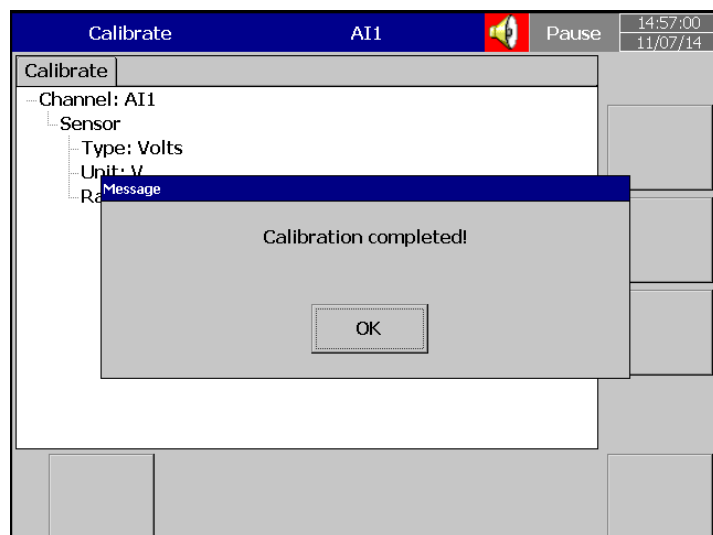 Calibrate AI1 Pause 14:57:00
11/07/14
Calibrate
Channel: AI1
Sensor
Type: Volts
Unit: V
Message
Calibration completed!
OK